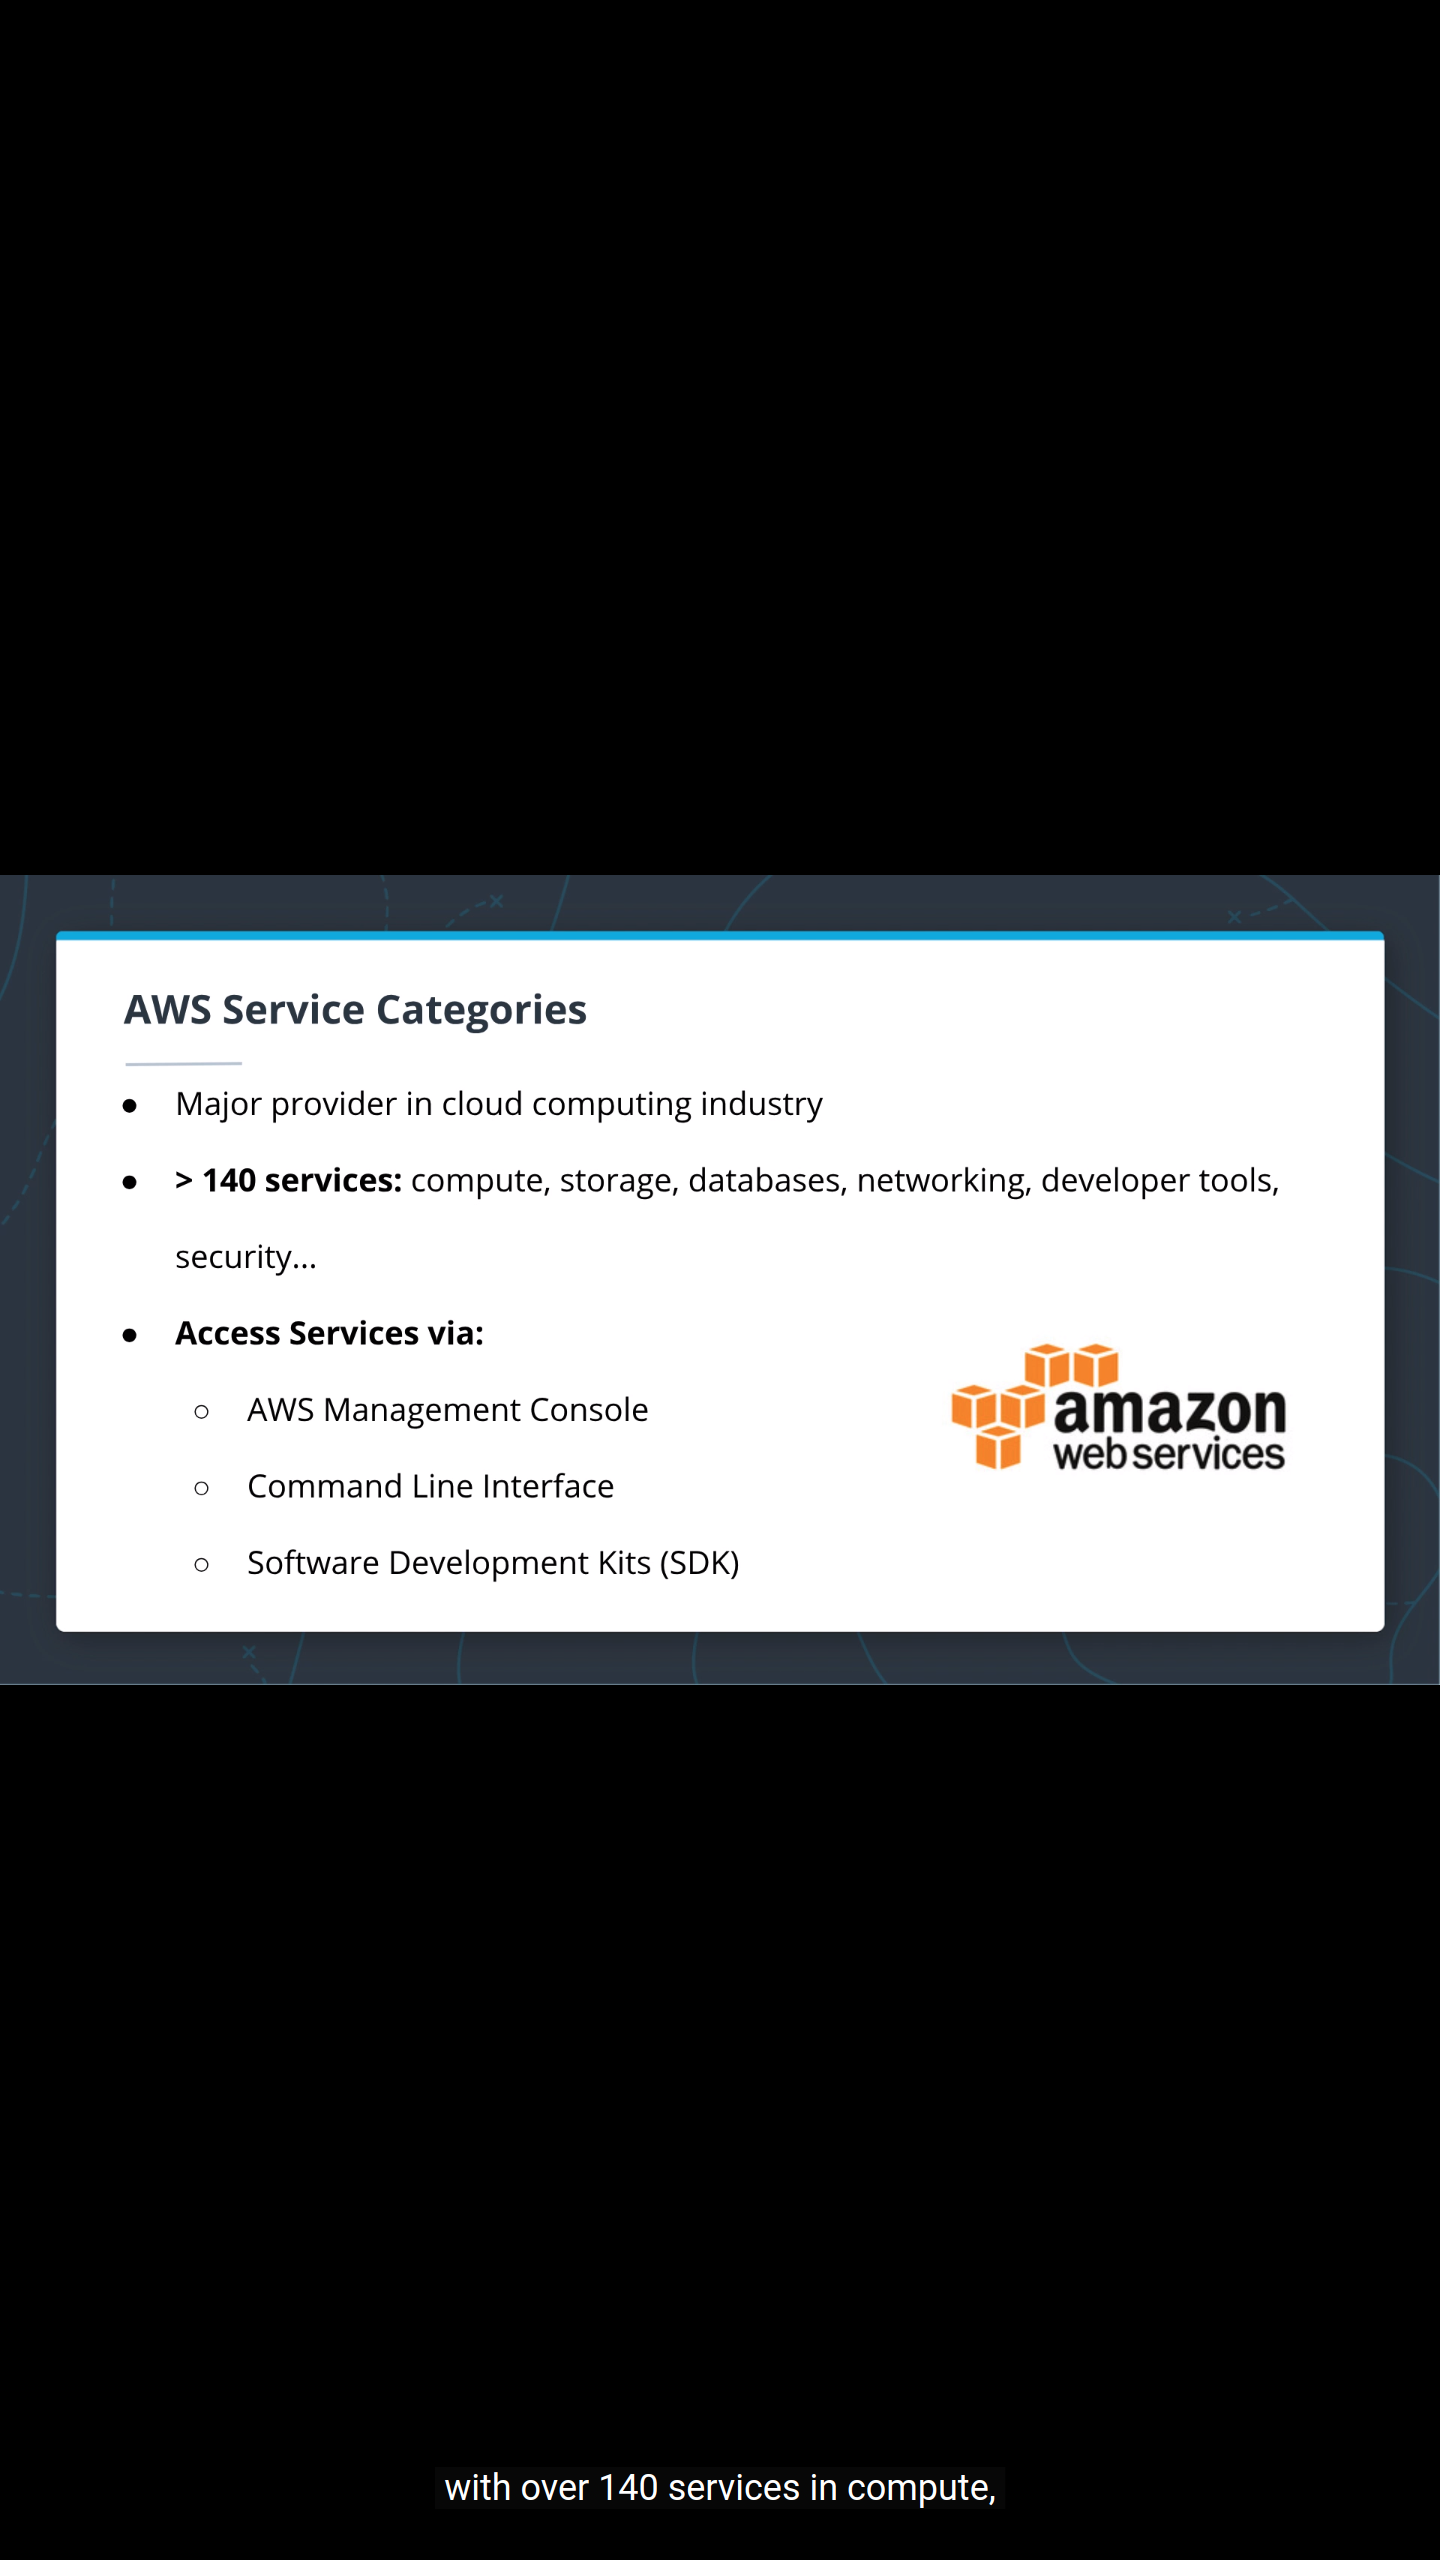 AWS Service Categories
● Major provider in cloud computing industry
● > 140 services: compute, storage, databases, networking, developer tools,
security...
● Access Services via:
○ AWS Management Console
○ Command Line Interface
○ Software Development Kits (SDK)
amazon
web services
with over 140 services in compute,